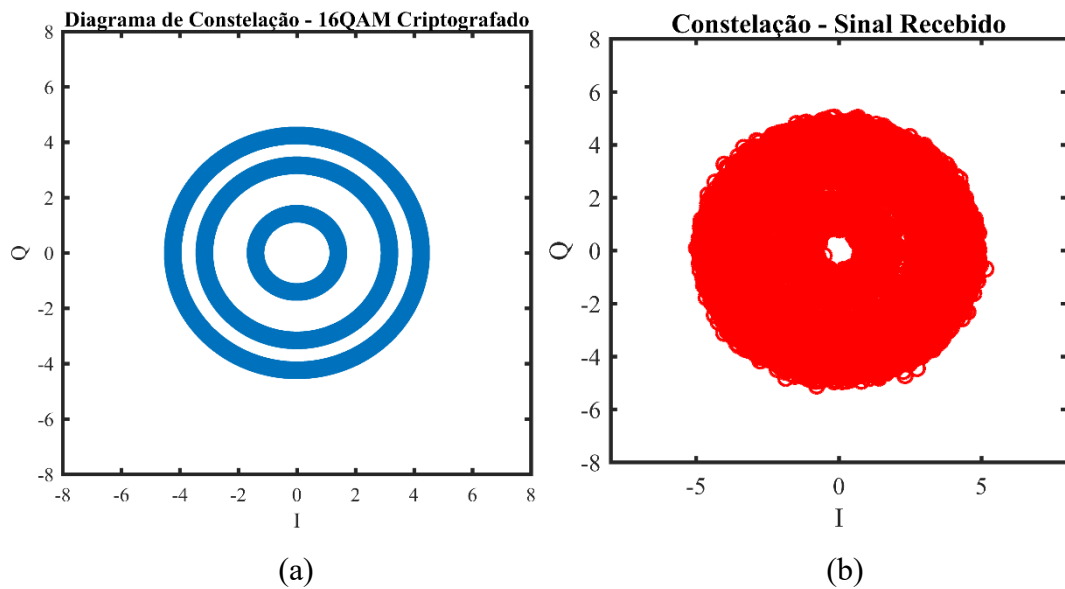 Diagrama de Constelação - 16QAM Criptografado
8
6
4
2
0
-2
-4
-6
-8
Q
-8 -6 -4 -2 0 2 4 6 8
I
(a)
Constelação - Sinal Recebido
8
6
4
2
0
-2
-4
-6
-8
Q
-5 0 5
I
(b)